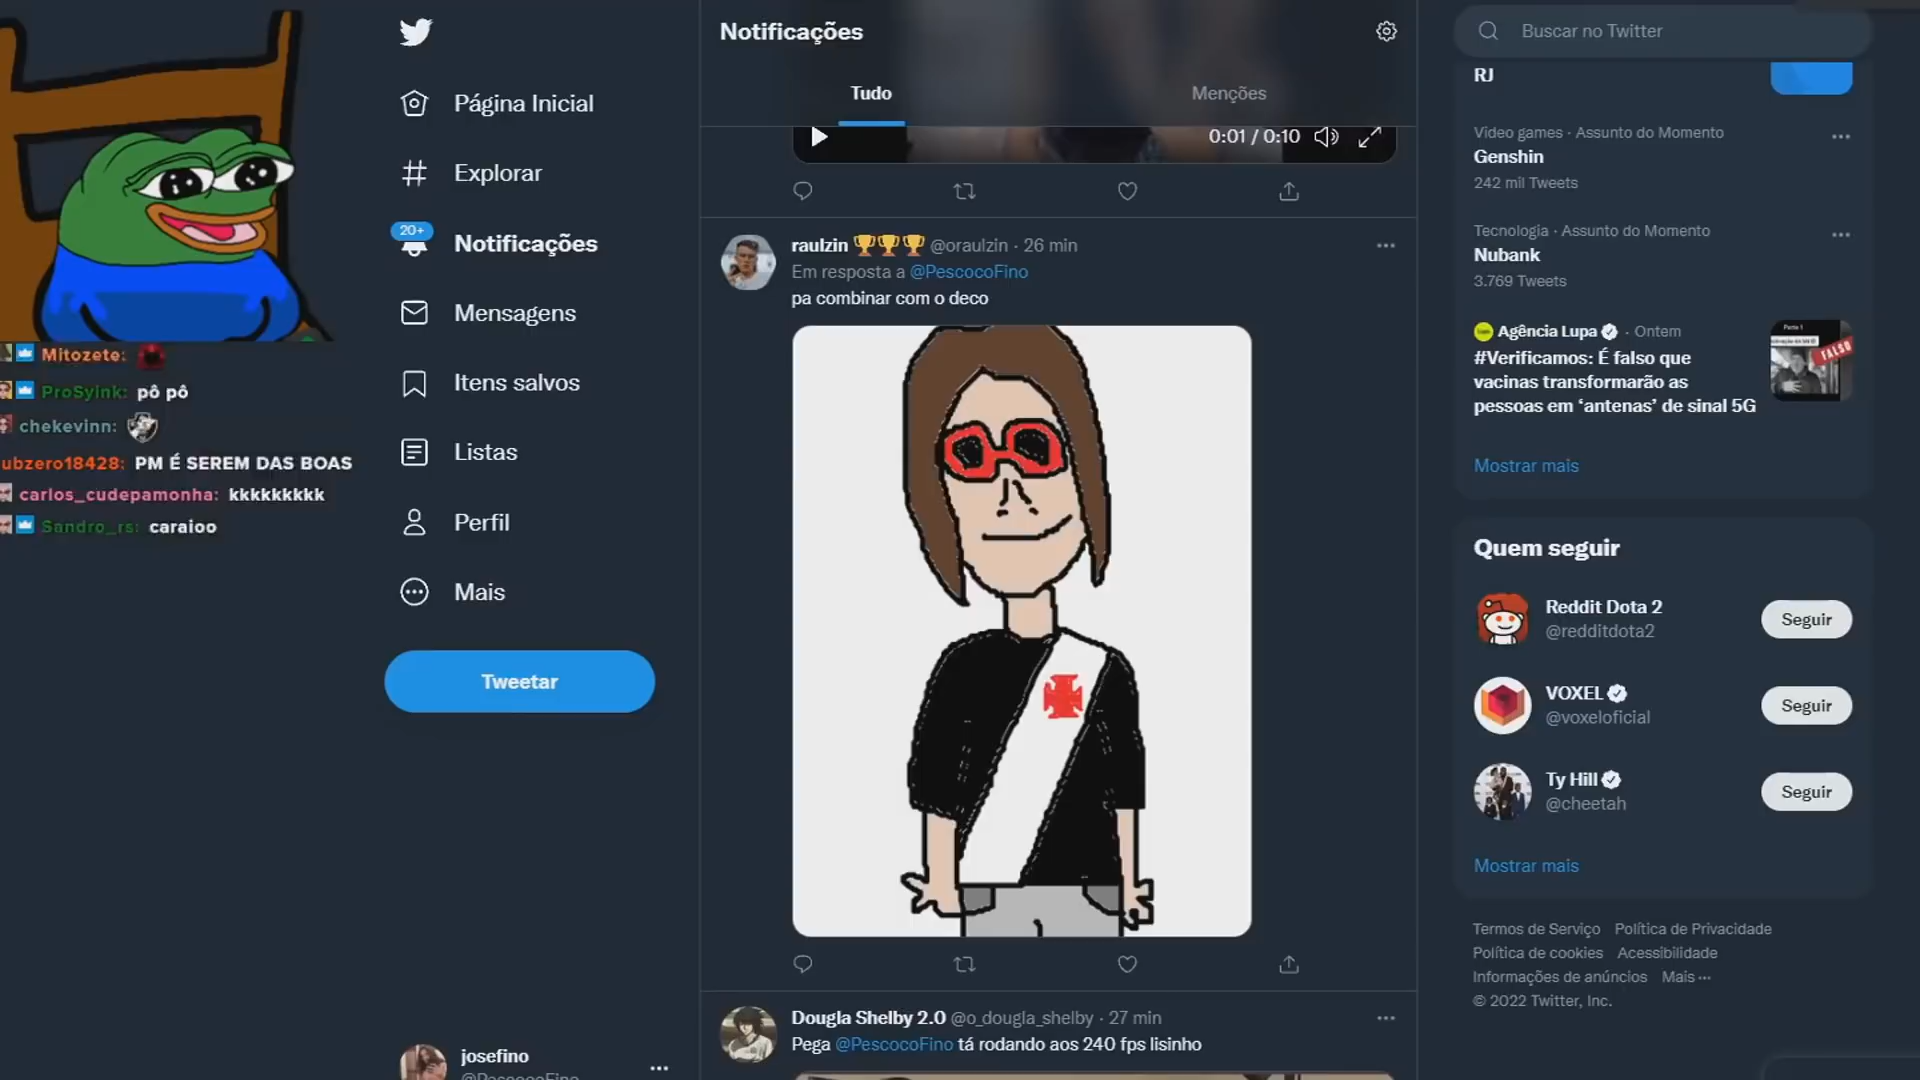 Mitozete:
ProSyink: pô pô
chekevinn:
ubzero18428: PM É SEREM DAS BOAS
carlos_cudepamonha: kkkkkkkkk
Sandro_rs: caraioo
Página Inicial
Explorar
20+
Notificações
Mensagens
Itens salvos
Listas
Perfil
Mais
Tweetar
josefino
@PescocoFino
Notificações
Tudo
Menções
0:01 / 0:10
raulzin 🏆🏆🏆 @oraulzin · 26 min
Em resposta a @PescocoFino
pa combinar com o deco
Dougla Shelby 2.0 @o_dougla_shelby · 27 min
Pega @PescocoFino tá rodando aos 240 fps lisinho
Buscar no Twitter
RJ
Video games · Assunto do Momento
Genshin
242 mil Tweets
Tecnologia · Assunto do Momento
Nubank
3.769 Tweets
Agência Lupa · Ontem
#Verificamos: É falso que
vacinas transformarão as
pessoas em ‘antenas’ de sinal 5G
Parte 1
FALSO
Mostrar mais
Quem seguir
Reddit Dota 2
@redditdota2
Seguir
VOXEL
@voxeloficial
Seguir
Ty Hill
@cheetah
Seguir
Mostrar mais
Termos de Serviço Política de Privacidade
Política de cookies Acessibilidade
Informações de anúncios Mais ···
© 2022 Twitter, Inc.